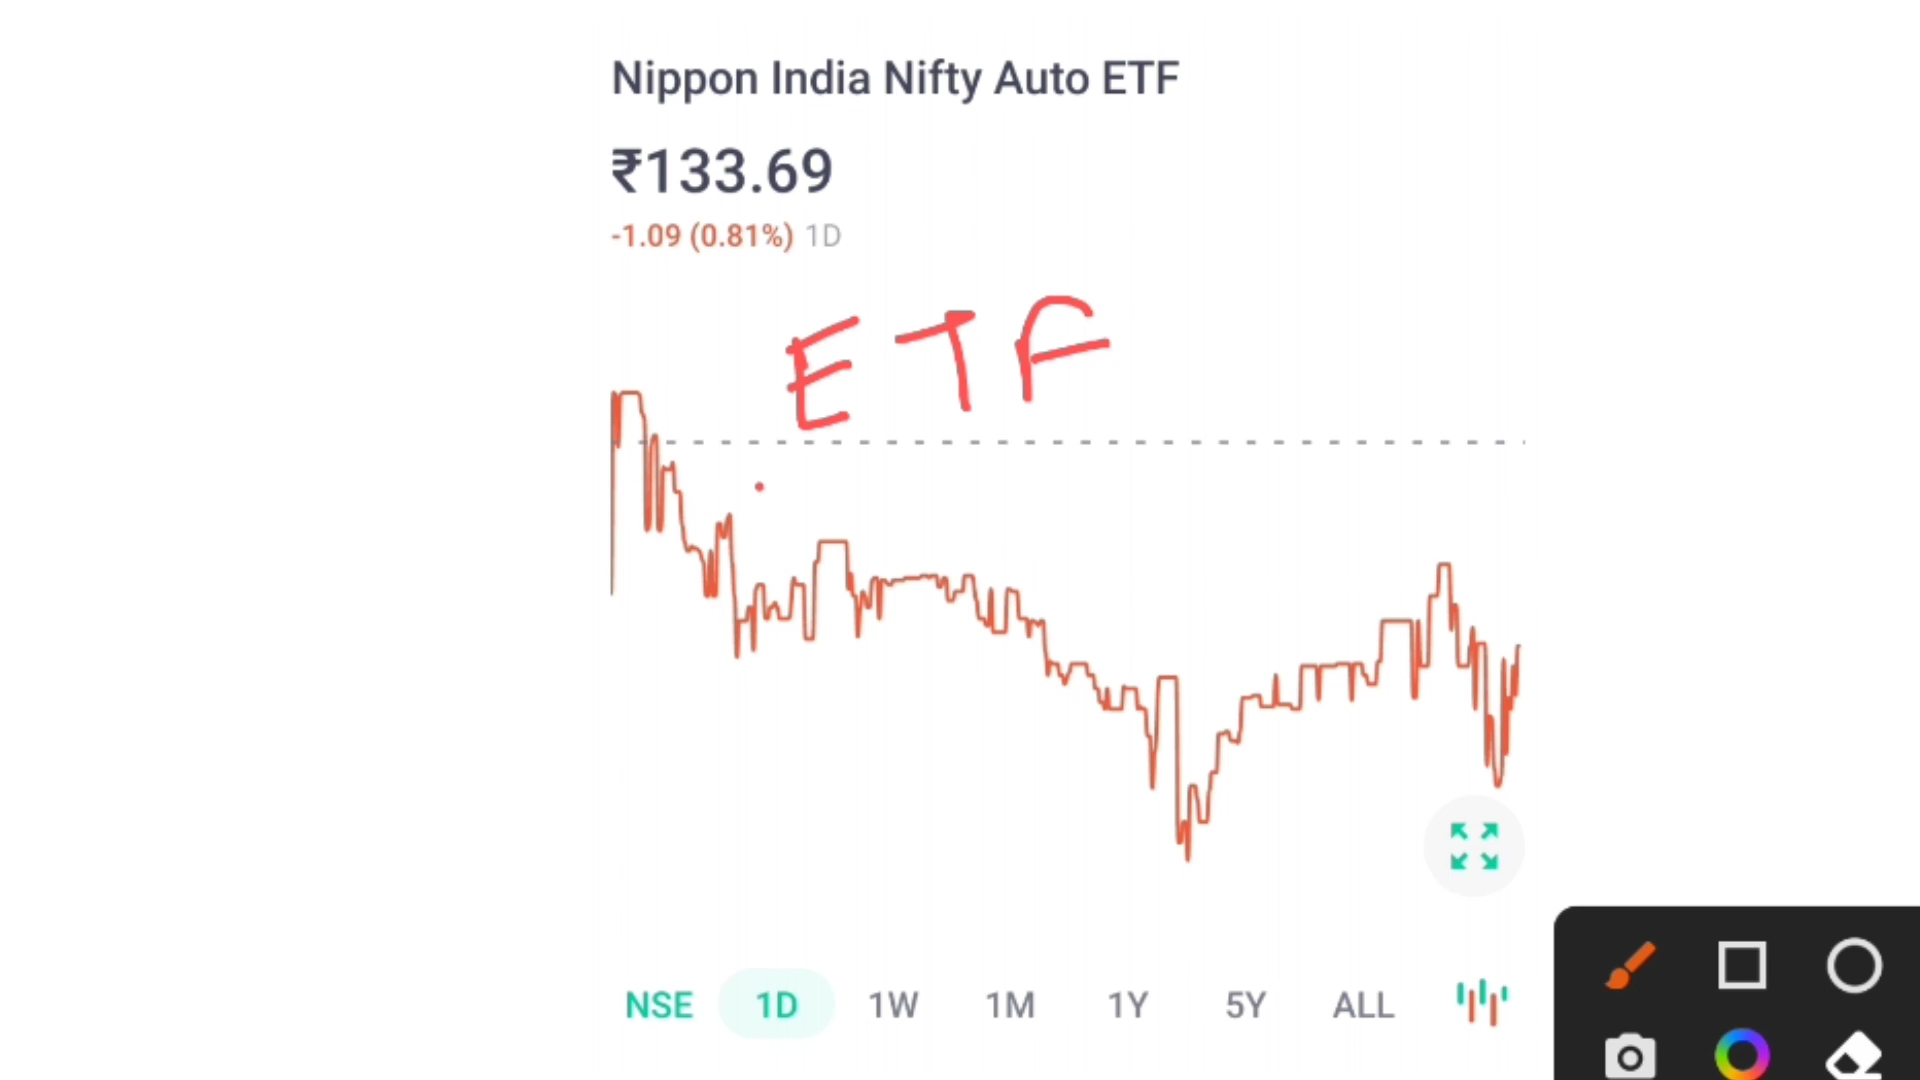 Nippon India Nifty Auto ETF
₹133.69
-1.09 (0.81%) 1D
ETF
NSE 1D 1W 1M 1Y 5Y ALL